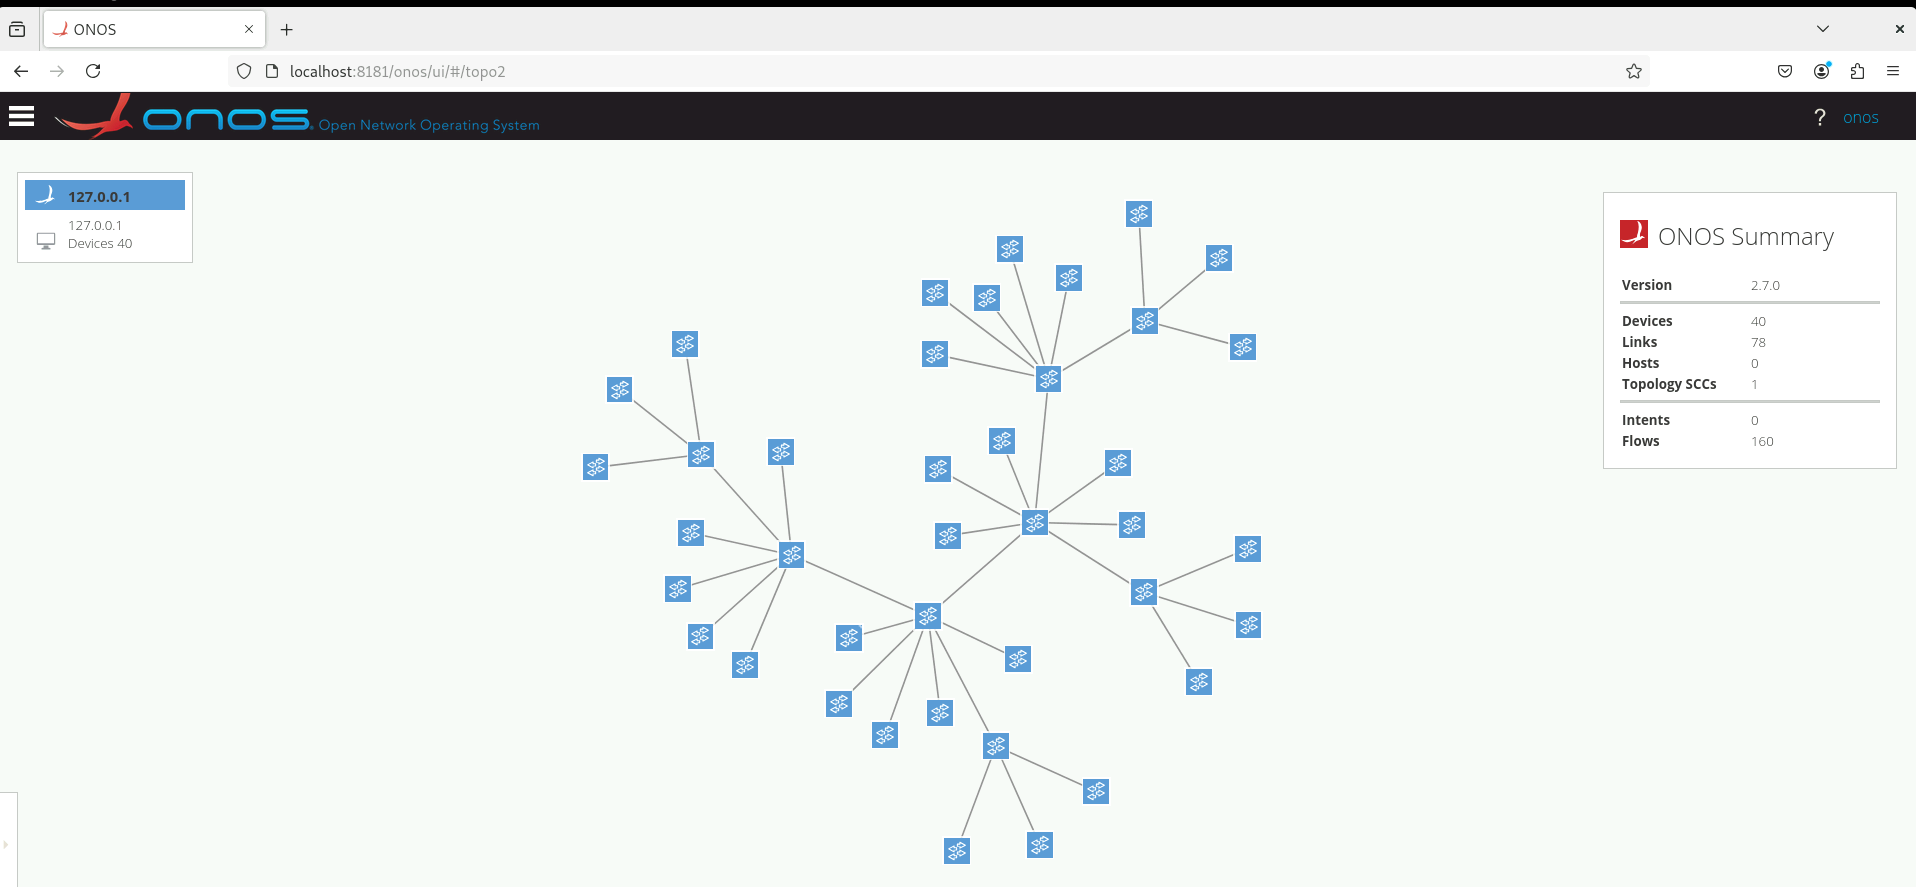 ONOS
localhost:8181/onos/ui/#/topo2
onos Open Network Operating System
? onos
127.0.0.1
127.0.0.1
Devices 40
ONOS Summary
Version 2.7.0
Devices 40
Links 78
Hosts 0
Topology SCCs 1
Intents 0
Flows 160